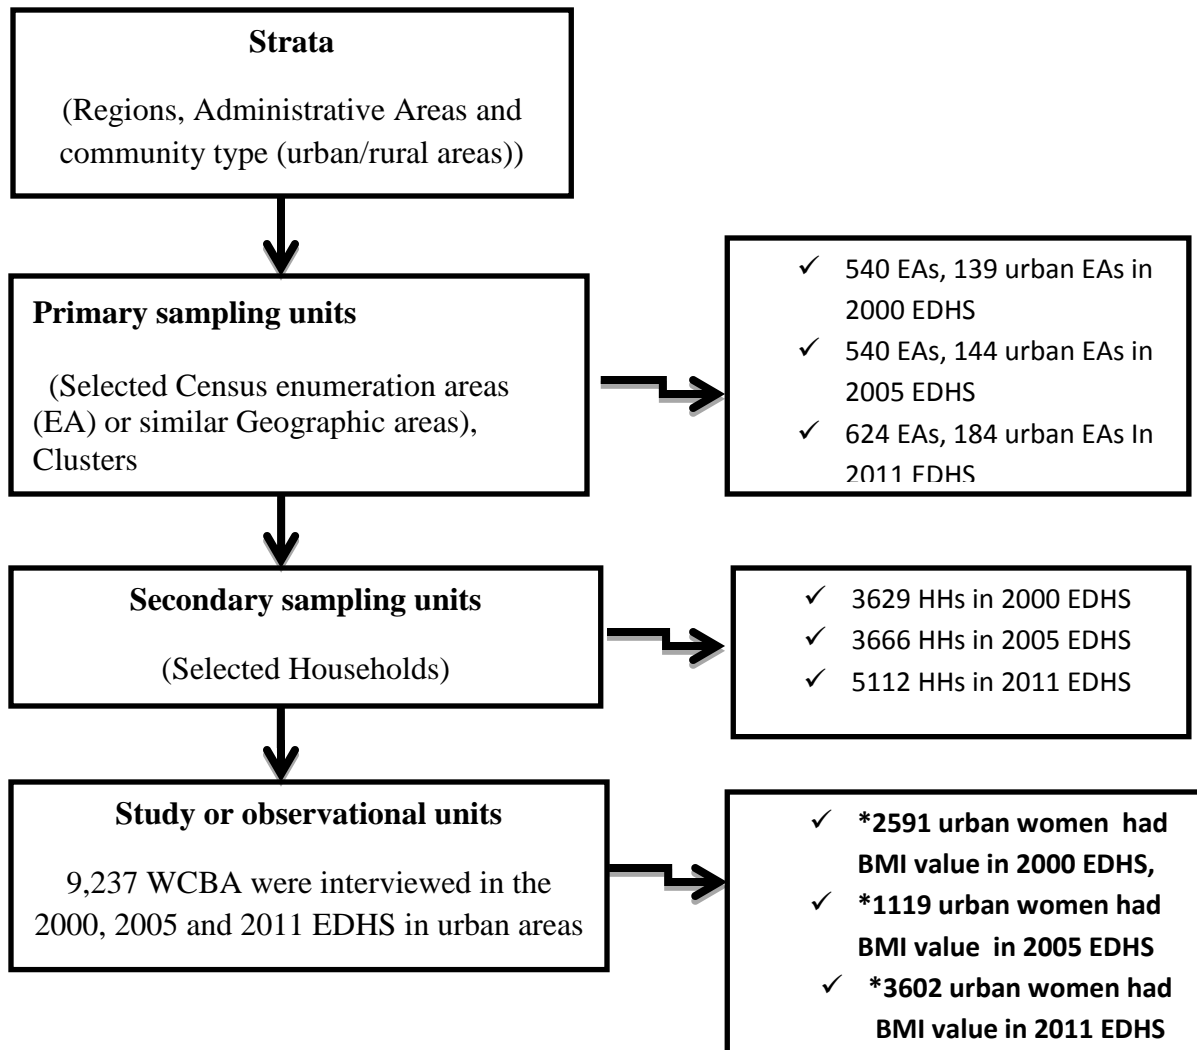 Strata
(Regions, Administrative Areas and
community type (urban/rural areas))
Primary sampling units
(Selected Census enumeration areas
(EA) or similar Geographic areas),
Clusters
✓ 540 EAs, 139 urban EAs in
2000 EDHS
✓ 540 EAs, 144 urban EAs in
2005 EDHS
✓ 624 EAs, 184 urban EAs In
2011 EDHS
Secondary sampling units
(Selected Households)
✓ 3629 HHs in 2000 EDHS
✓ 3666 HHs in 2005 EDHS
✓ 5112 HHs in 2011 EDHS
Study or observational units
9,237 WCBA were interviewed in the
2000, 2005 and 2011 EDHS in urban areas
✓ *2591 urban women had
BMI value in 2000 EDHS,
✓ *1119 urban women had
BMI value in 2005 EDHS
✓ *3602 urban women had
BMI value in 2011 EDHS